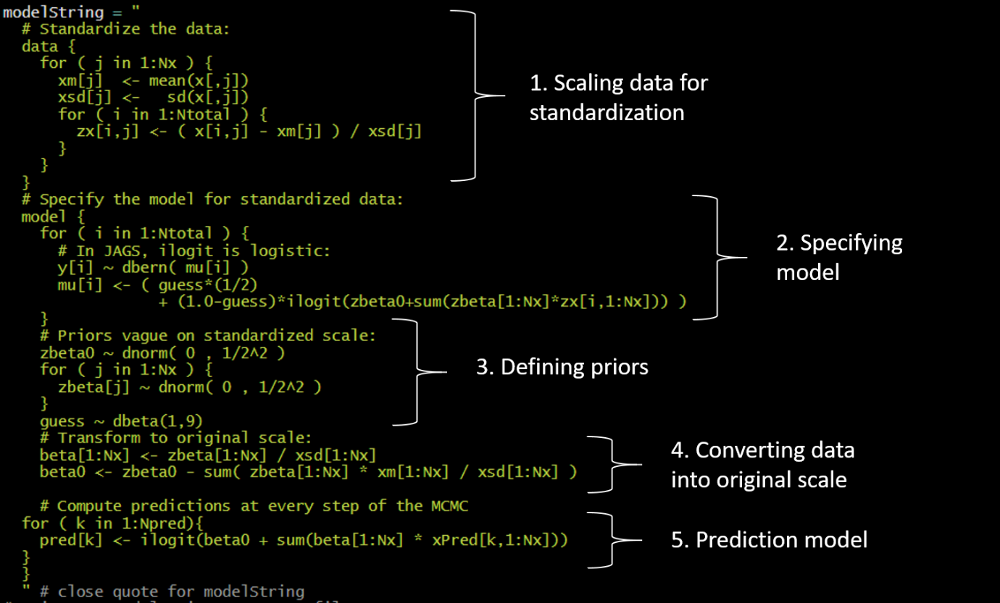 modelString = "
# Standardize the data:
data {
for ( j in 1:Nx ) {
xm[j]  <- mean(x[,j])
xsd[j] <-   sd(x[,j])
for ( i in 1:Ntotal ) {
zx[i,j] <- ( x[i,j] - xm[j] ) / xsd[j]
}
}
}
1. Scaling data for
standardization
# Specify the model for standardized data:
model {
for ( i in 1:Ntotal ) {
# In JAGS, ilogit is logistic:
y[i] ~ dbern( mu[i] )
mu[i] <- ( guess*(1/2)
+ (1.0-guess)*ilogit(zbeta0+sum(zbeta[1:Nx]*zx[i,1:Nx])) )
}
2. Specifying
model
# Priors vague on standardized scale:
zbeta0 ~ dnorm( 0 , 1/2^2 )
for ( j in 1:Nx ) {
zbeta[j] ~ dnorm( 0 , 1/2^2 )
}
guess ~ dbeta(1,9)
3. Defining priors
# Transform to original scale:
beta[1:Nx] <- zbeta[1:Nx] / xsd[1:Nx]
beta0 <- zbeta0 - sum( zbeta[1:Nx] * xm[1:Nx] / xsd[1:Nx] )
4. Converting data
into original scale
# Compute predictions at every step of the MCMC
for ( k in 1:Npred){
pred[k] <- ilogit(beta0 + sum(beta[1:Nx] * xPred[k,1:Nx]))
}
}
5. Prediction model
" # close quote for modelString